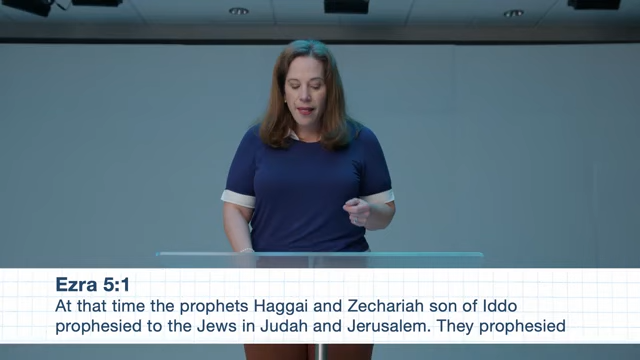 Ezra 5:1
At that time the prophets Haggai and Zechariah son of Iddo
prophesied to the Jews in Judah and Jerusalem. They prophesied